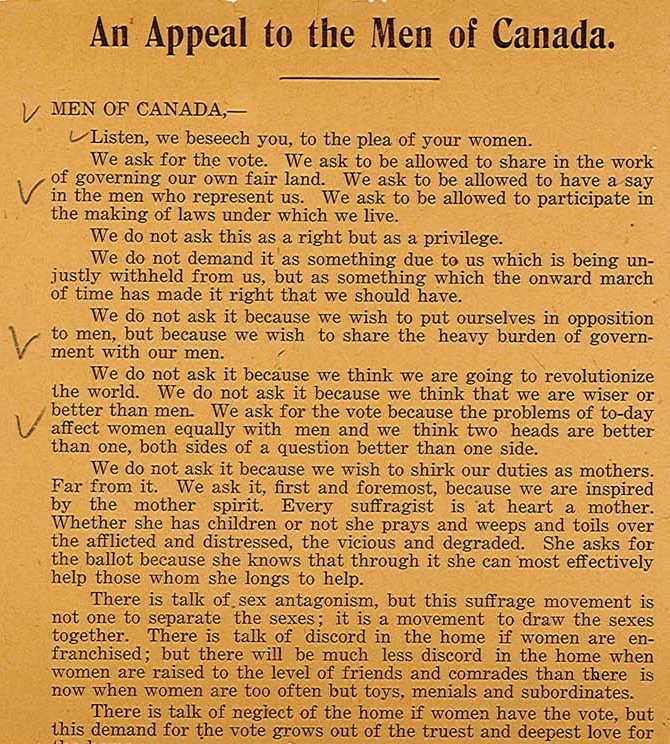 An Appeal to the Men of Canada.
MEN OF CANADA,—
Listen, we beseech you, to the plea of your women.
We ask for the vote. We ask to be allowed to share in the work
of governing our own fair land. We ask to be allowed to have a say
in the men who represent us. We ask to be allowed to participate in
the making of laws under which we live.
We do not ask this as a right but as a privilege.
We do not demand it as something due to us which is being un-
justly withheld from us, but as something which the onward march
of time has made it right that we should have.
We do not ask it because we wish to put ourselves in opposition
to men, but because we wish to share the heavy burden of govern-
ment with our men.
We do not ask it because we think we are going to revolutionize
the world. We do not ask it because we think that we are wiser or
better than men. We ask for the vote because the problems of to-day
affect women equally with men and we think two heads are better
than one, both sides of a question better than one side.
We do not ask it because we wish to shirk our duties as mothers.
Far from it. We ask it, first and foremost, because we are inspired
by the mother spirit. Every suffragist is at heart a mother.
Whether she has children or not she prays and weeps and toils over
the afflicted and distressed, the vicious and degraded. She asks for
the ballot because she knows that through it she can most effectively
help those whom she longs to help.
There is talk of sex antagonism, but this suffrage movement is
not one to separate the sexes; it is a movement to draw the sexes
together. There is talk of discord in the home if women are en-
franchised; but there will be much less discord in the home when
women are raised to the level of friends and comrades than there is
now when women are too often but toys, menials and subordinates.
There is talk of neglect of the home if women have the vote, but
this demand for the vote grows out of the truest and deepest love for